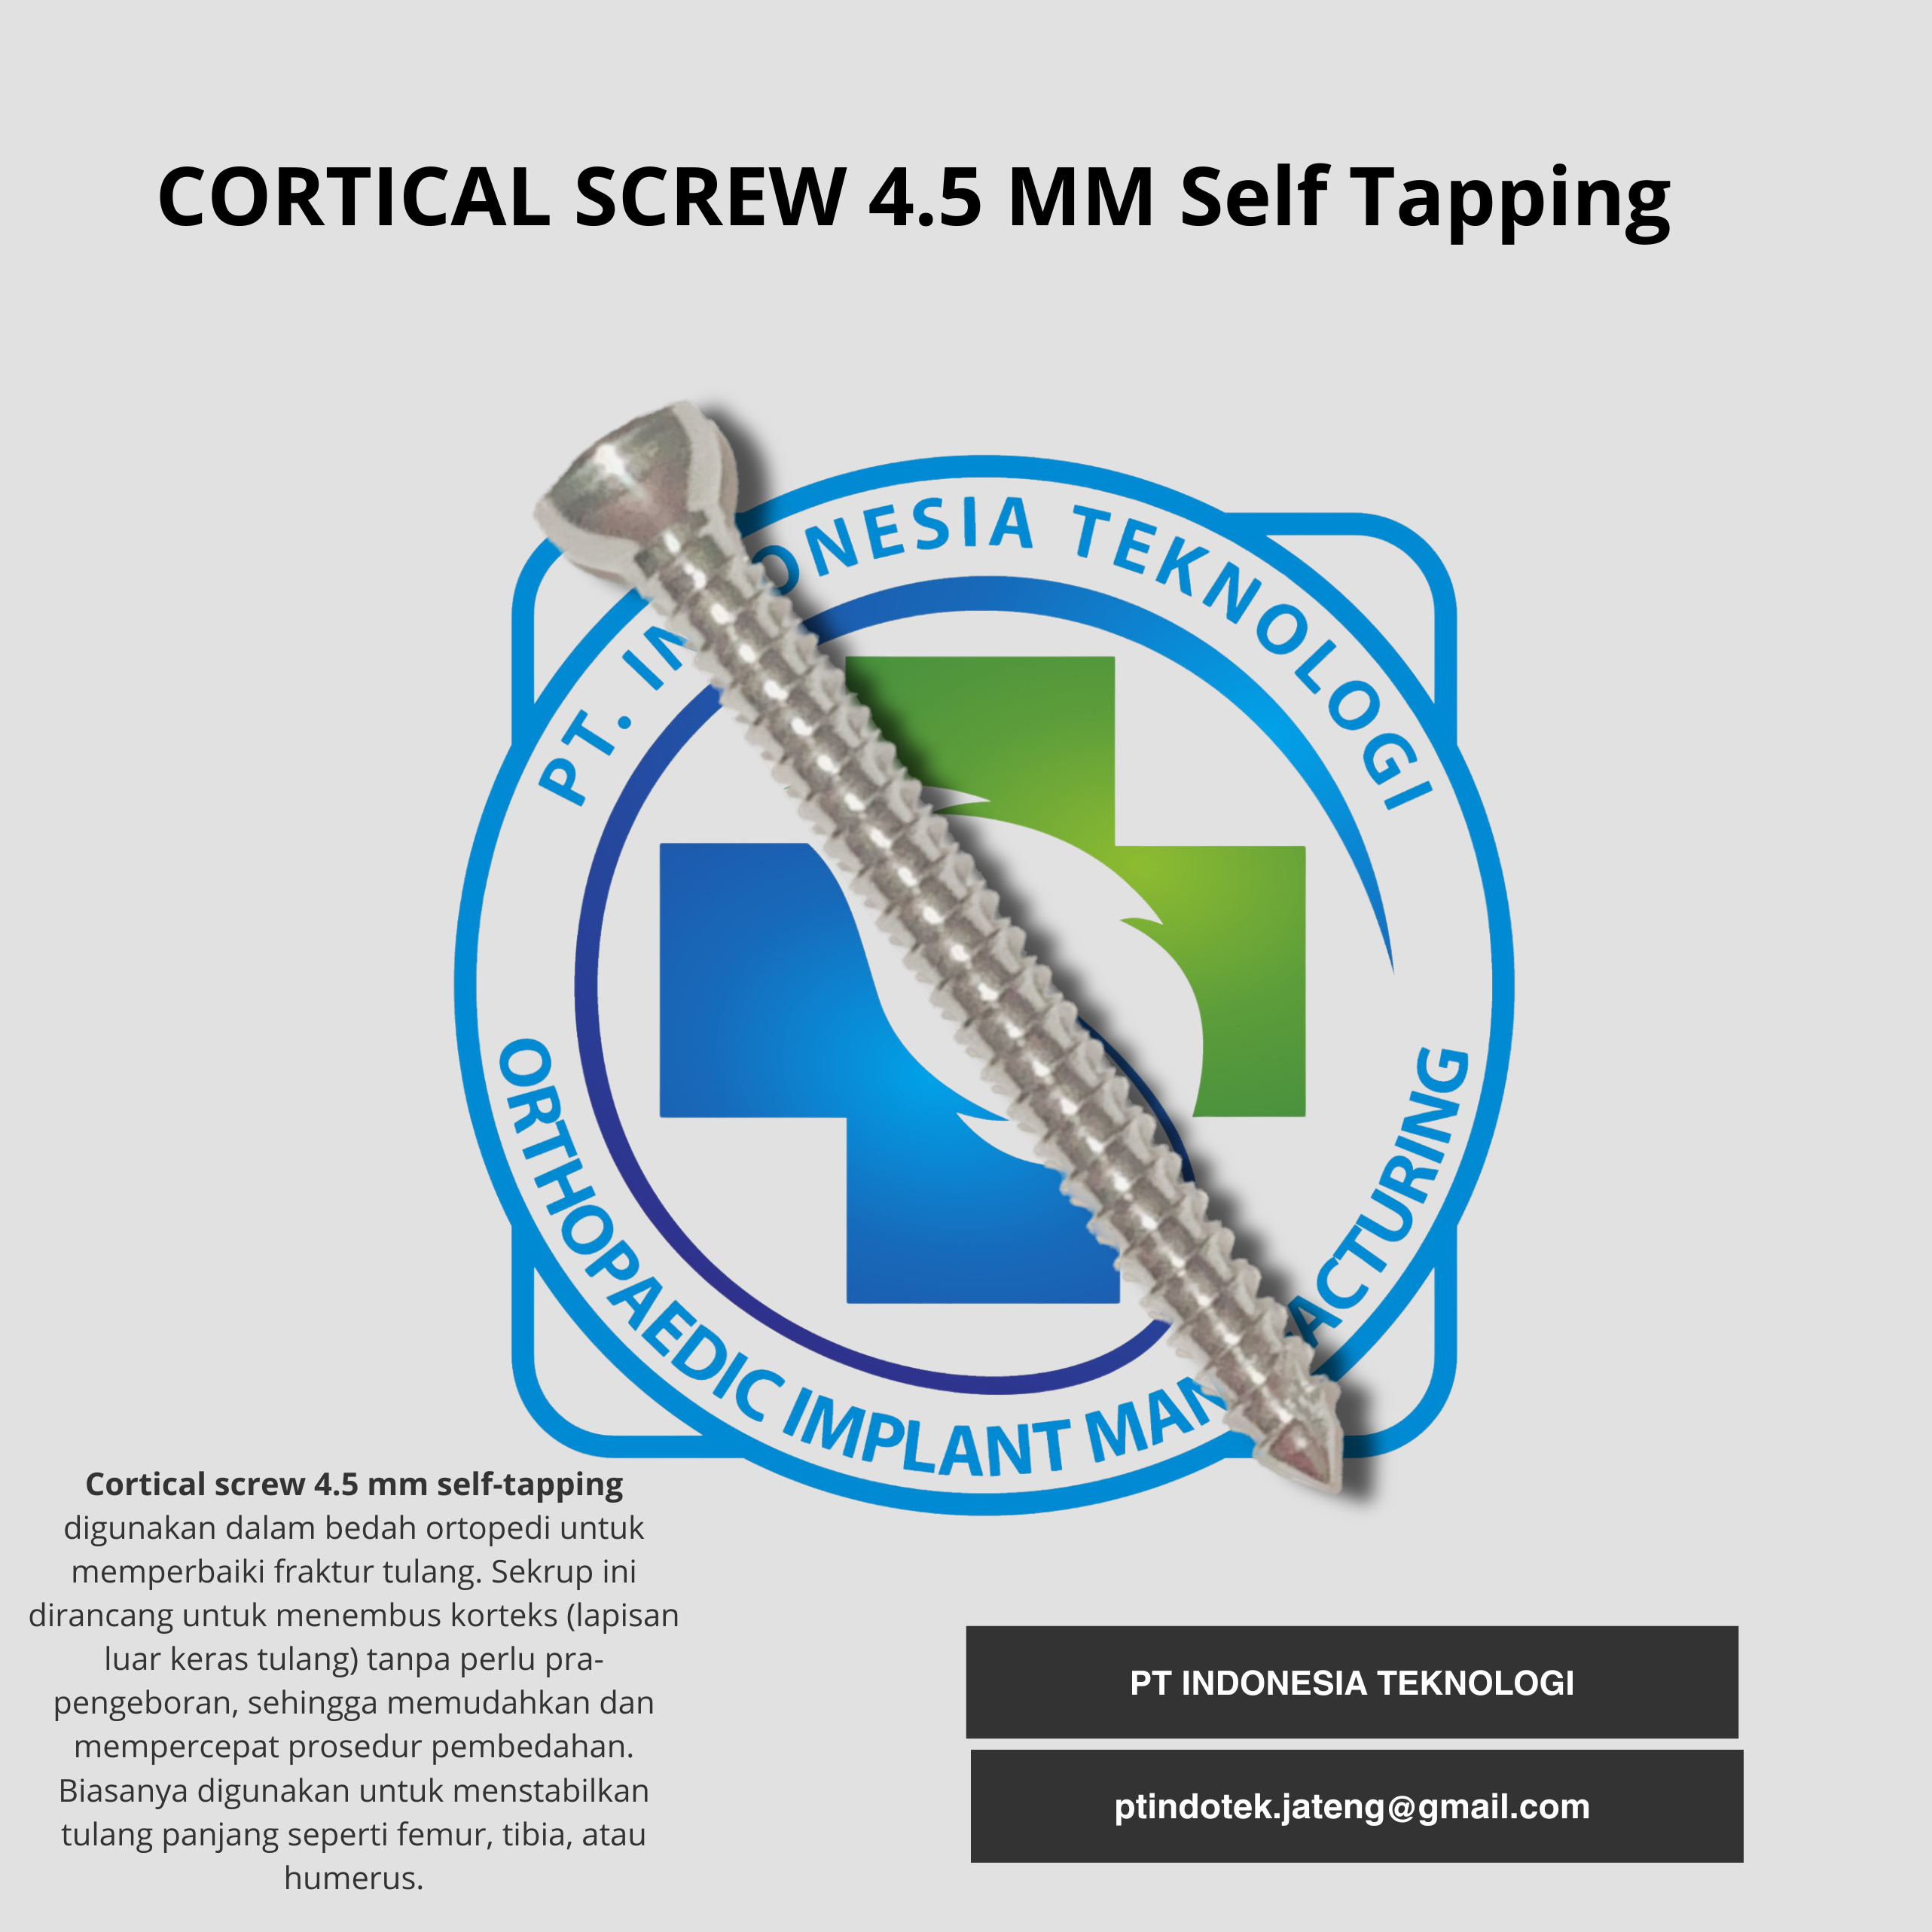 CORTICAL SCREW 4.5 MM Self Tapping
PT. IN ONESIA TEKNOLOGI
ORTHOPAEDIC IMPLANT MAN ACTURING
Cortical screw 4.5 mm self-tapping
digunakan dalam bedah ortopedi untuk
memperbaiki fraktur tulang. Sekrup ini
dirancang untuk menembus korteks (lapisan
luar keras tulang) tanpa perlu pra-
pengeboran, sehingga memudahkan dan
mempercepat prosedur pembedahan.
Biasanya digunakan untuk menstabilkan
tulang panjang seperti femur, tibia, atau
humerus.
PT INDONESIA TEKNOLOGI
ptindotek.jateng@gmail.com